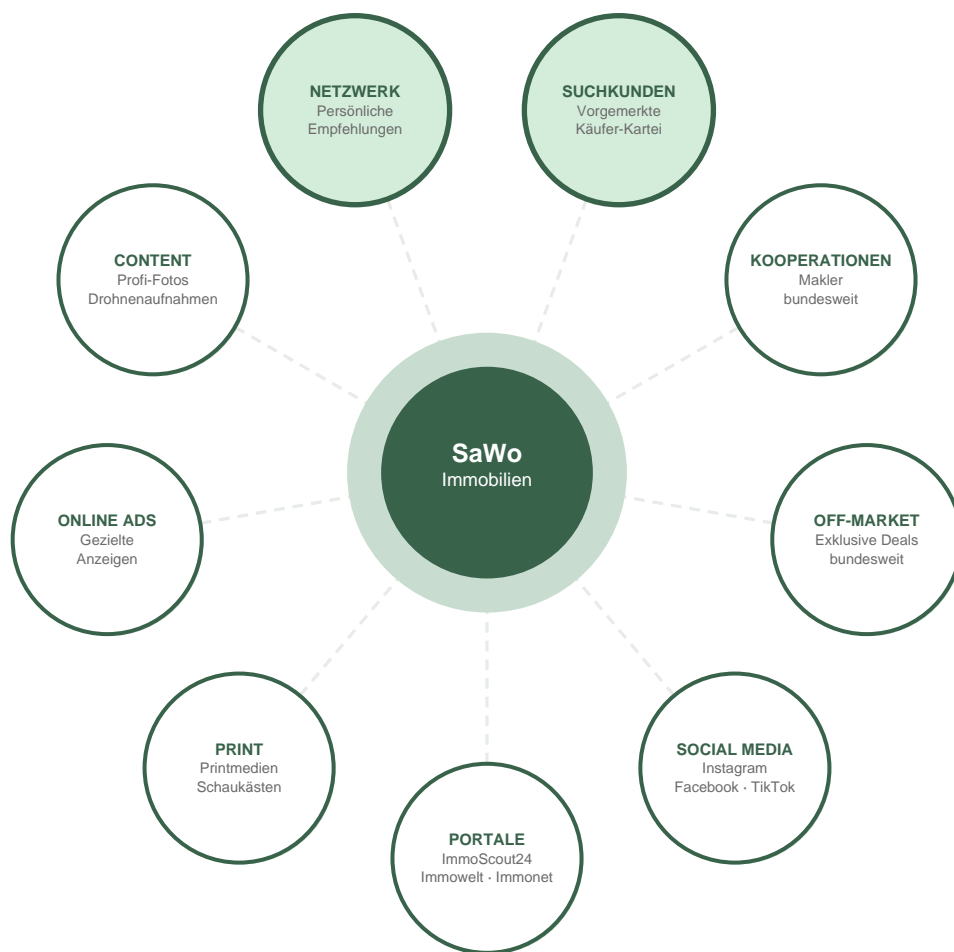 NETZWERK
Persönliche
Empfehlungen
SUCHKUNDEN
Vorgemerkte
Käufer-Kartei
CONTENT
Profi-Fotos
Drohnenaufnahmen
KOOPERATIONEN
Makler
bundesweit
SaWo
Immobilien
ONLINE ADS
Gezielte
Anzeigen
OFF-MARKET
Exklusive Deals
bundesweit
PRINT
Printmedien
Schaukästen
SOCIAL MEDIA
Instagram
Facebook · TikTok
PORTALE
ImmoScout24
Immowelt · Immonet